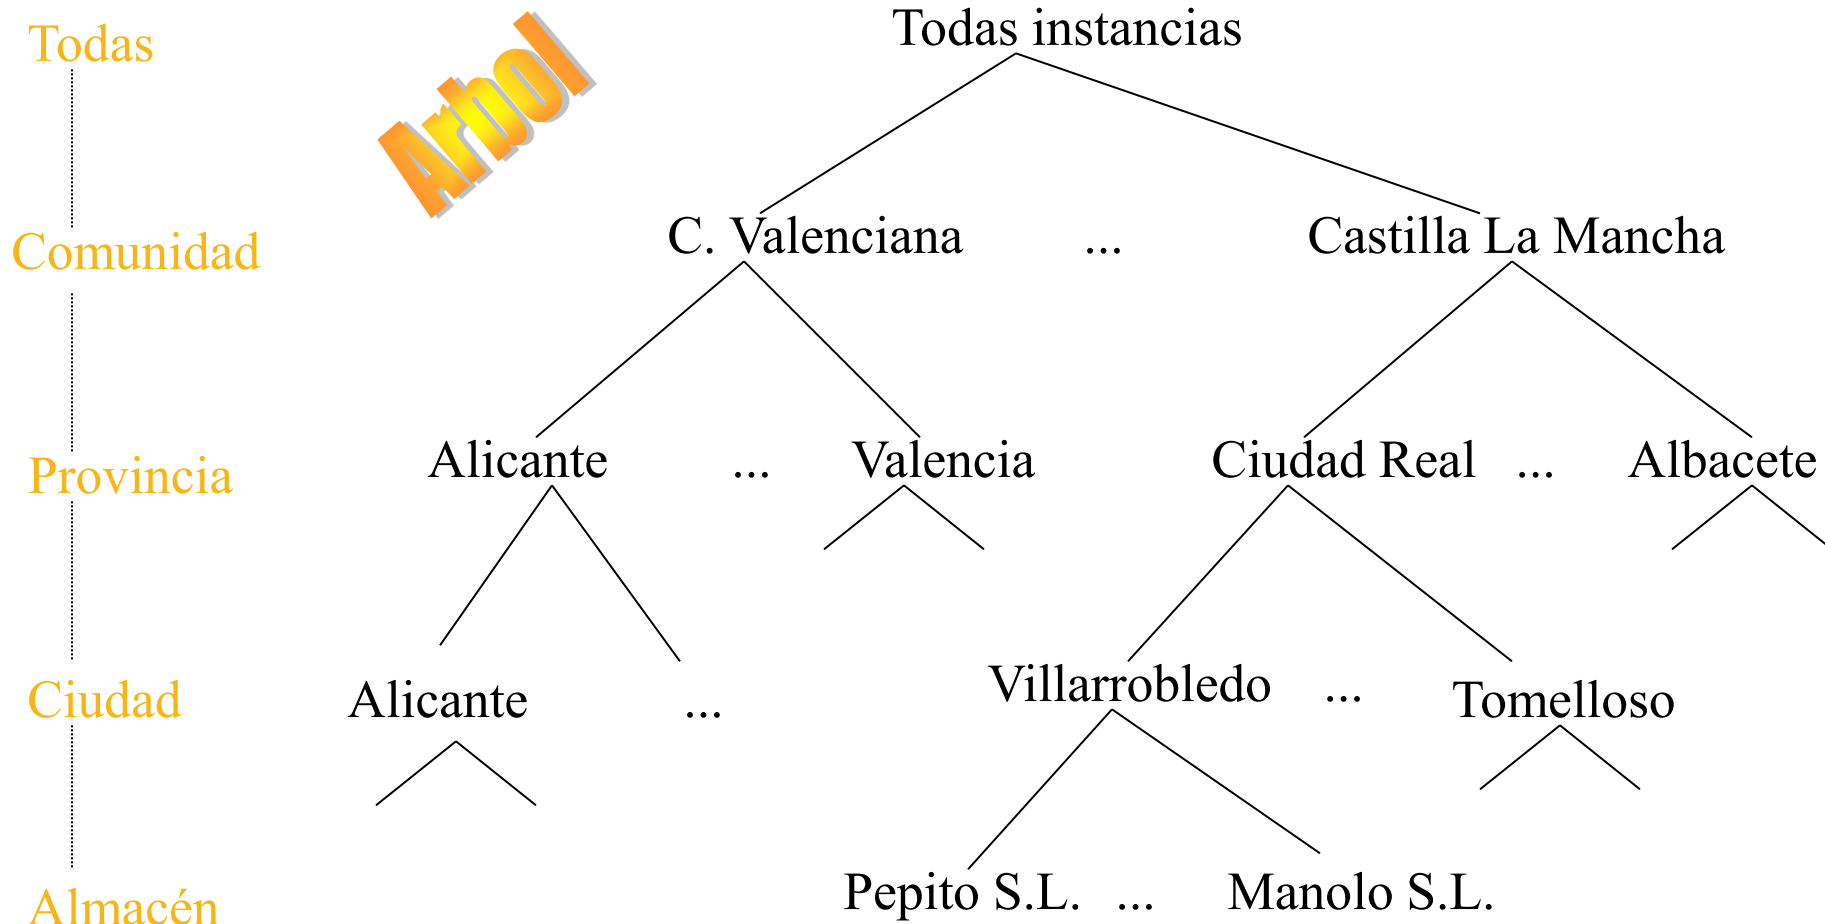 Todas
Arbol
Todas instancias
Comunidad
C. Valenciana ... Castilla La Mancha
Provincia
Alicante ... Valencia Ciudad Real ... Albacete
Ciudad
Alicante ... Villarrobledo ... Tomelloso
Almacén
Pepito S.L. ... Manolo S.L.